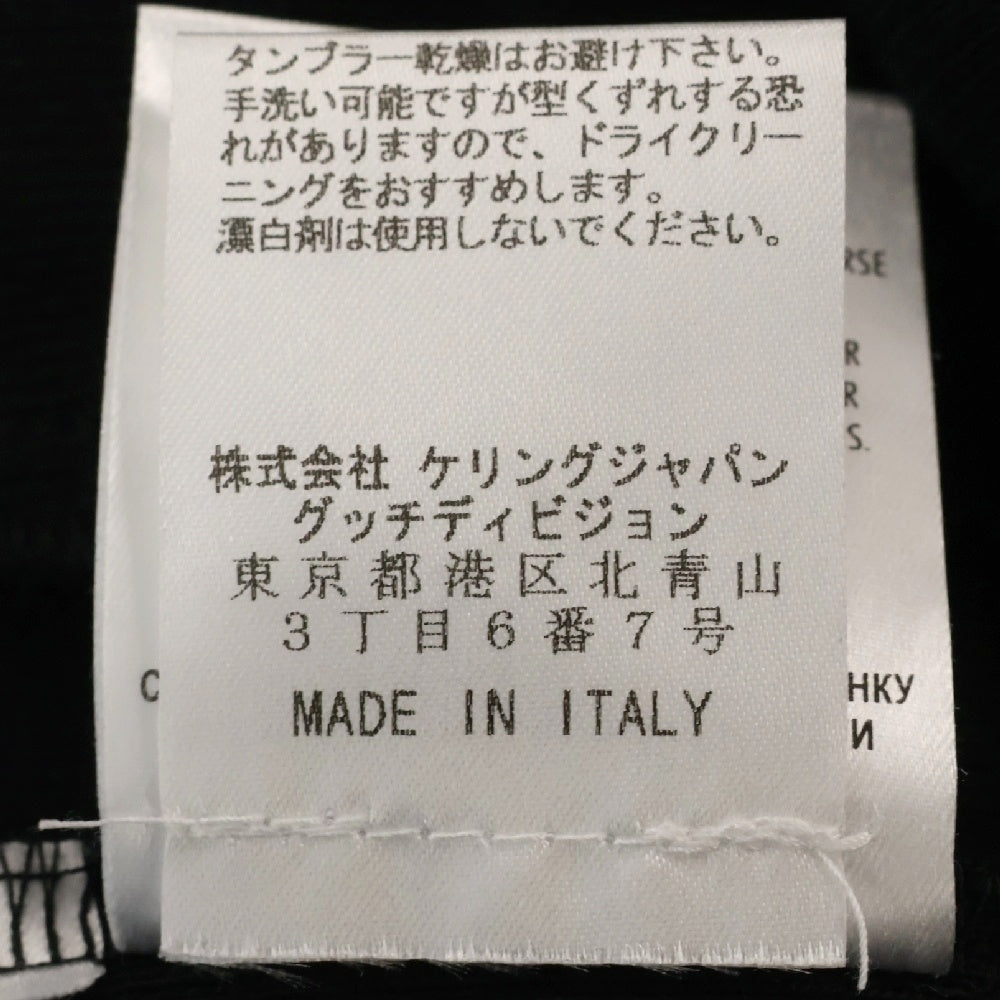 タンブラー乾燥はお避け下さい。
手洗い可能ですが型くずれする恐
れがありますので、ドライクリー
ニングをおすすめします。
漂白剤は使用しないでください。
株式会社 ケリングジャパン
グッチディビジョン
東京都港区北青山
3丁目6番7号
MADE IN ITALY
RSE
R
R
S.
C
НКУ
И